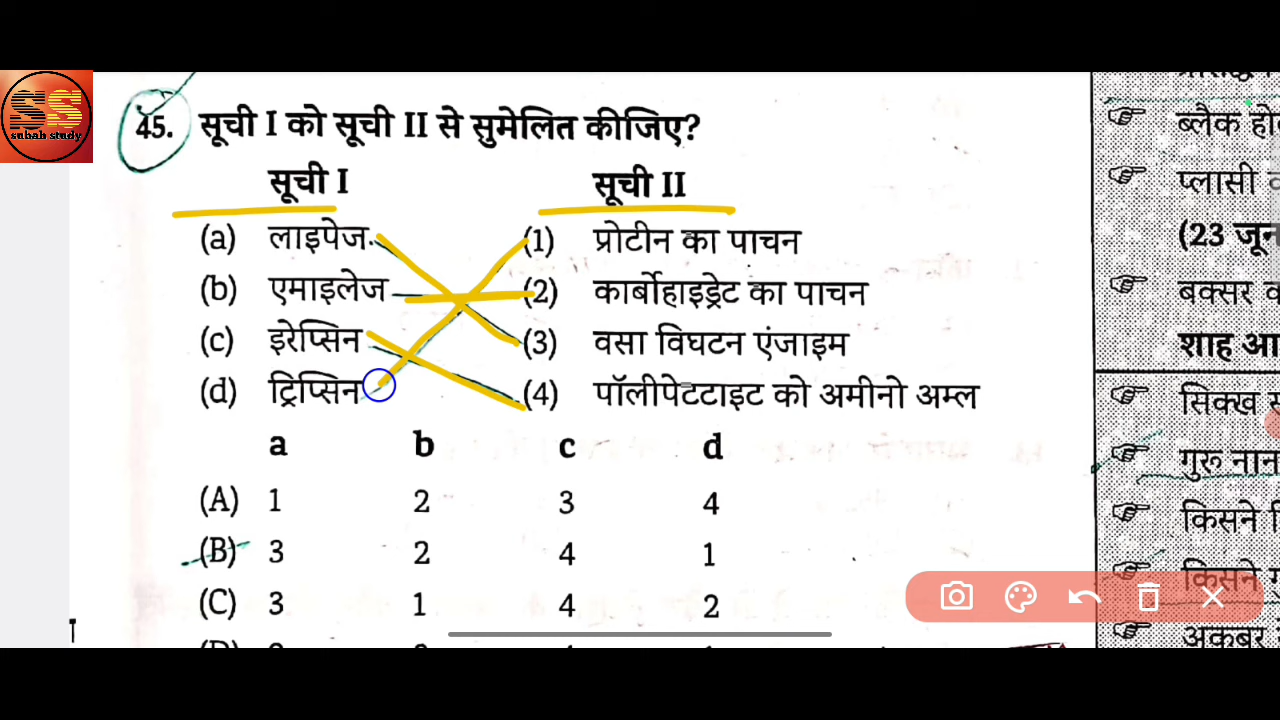 SS
subah study
45. सूची I को सूची II से सुमेलित कीजिए?
सूची I सूची II
(a) लाइपेज (1) प्रोटीन का पाचन
(b) एमाइलेज (2) कार्बोहाइड्रेट का पाचन
(c) इरेप्सिन (3) वसा विघटन एंजाइम
(d) ट्रिप्सिन (4) पॉलीपेटटाइट को अमीनो अम्ल
a b c d
(A) 1 2 3 4
(B) 3 2 4 1
(C) 3 1 4 2
ब्लैक
प्लासी
(23 जून
बक्सर
शाह
सिक्ख
गुरू
किसने
किसने
अकबर